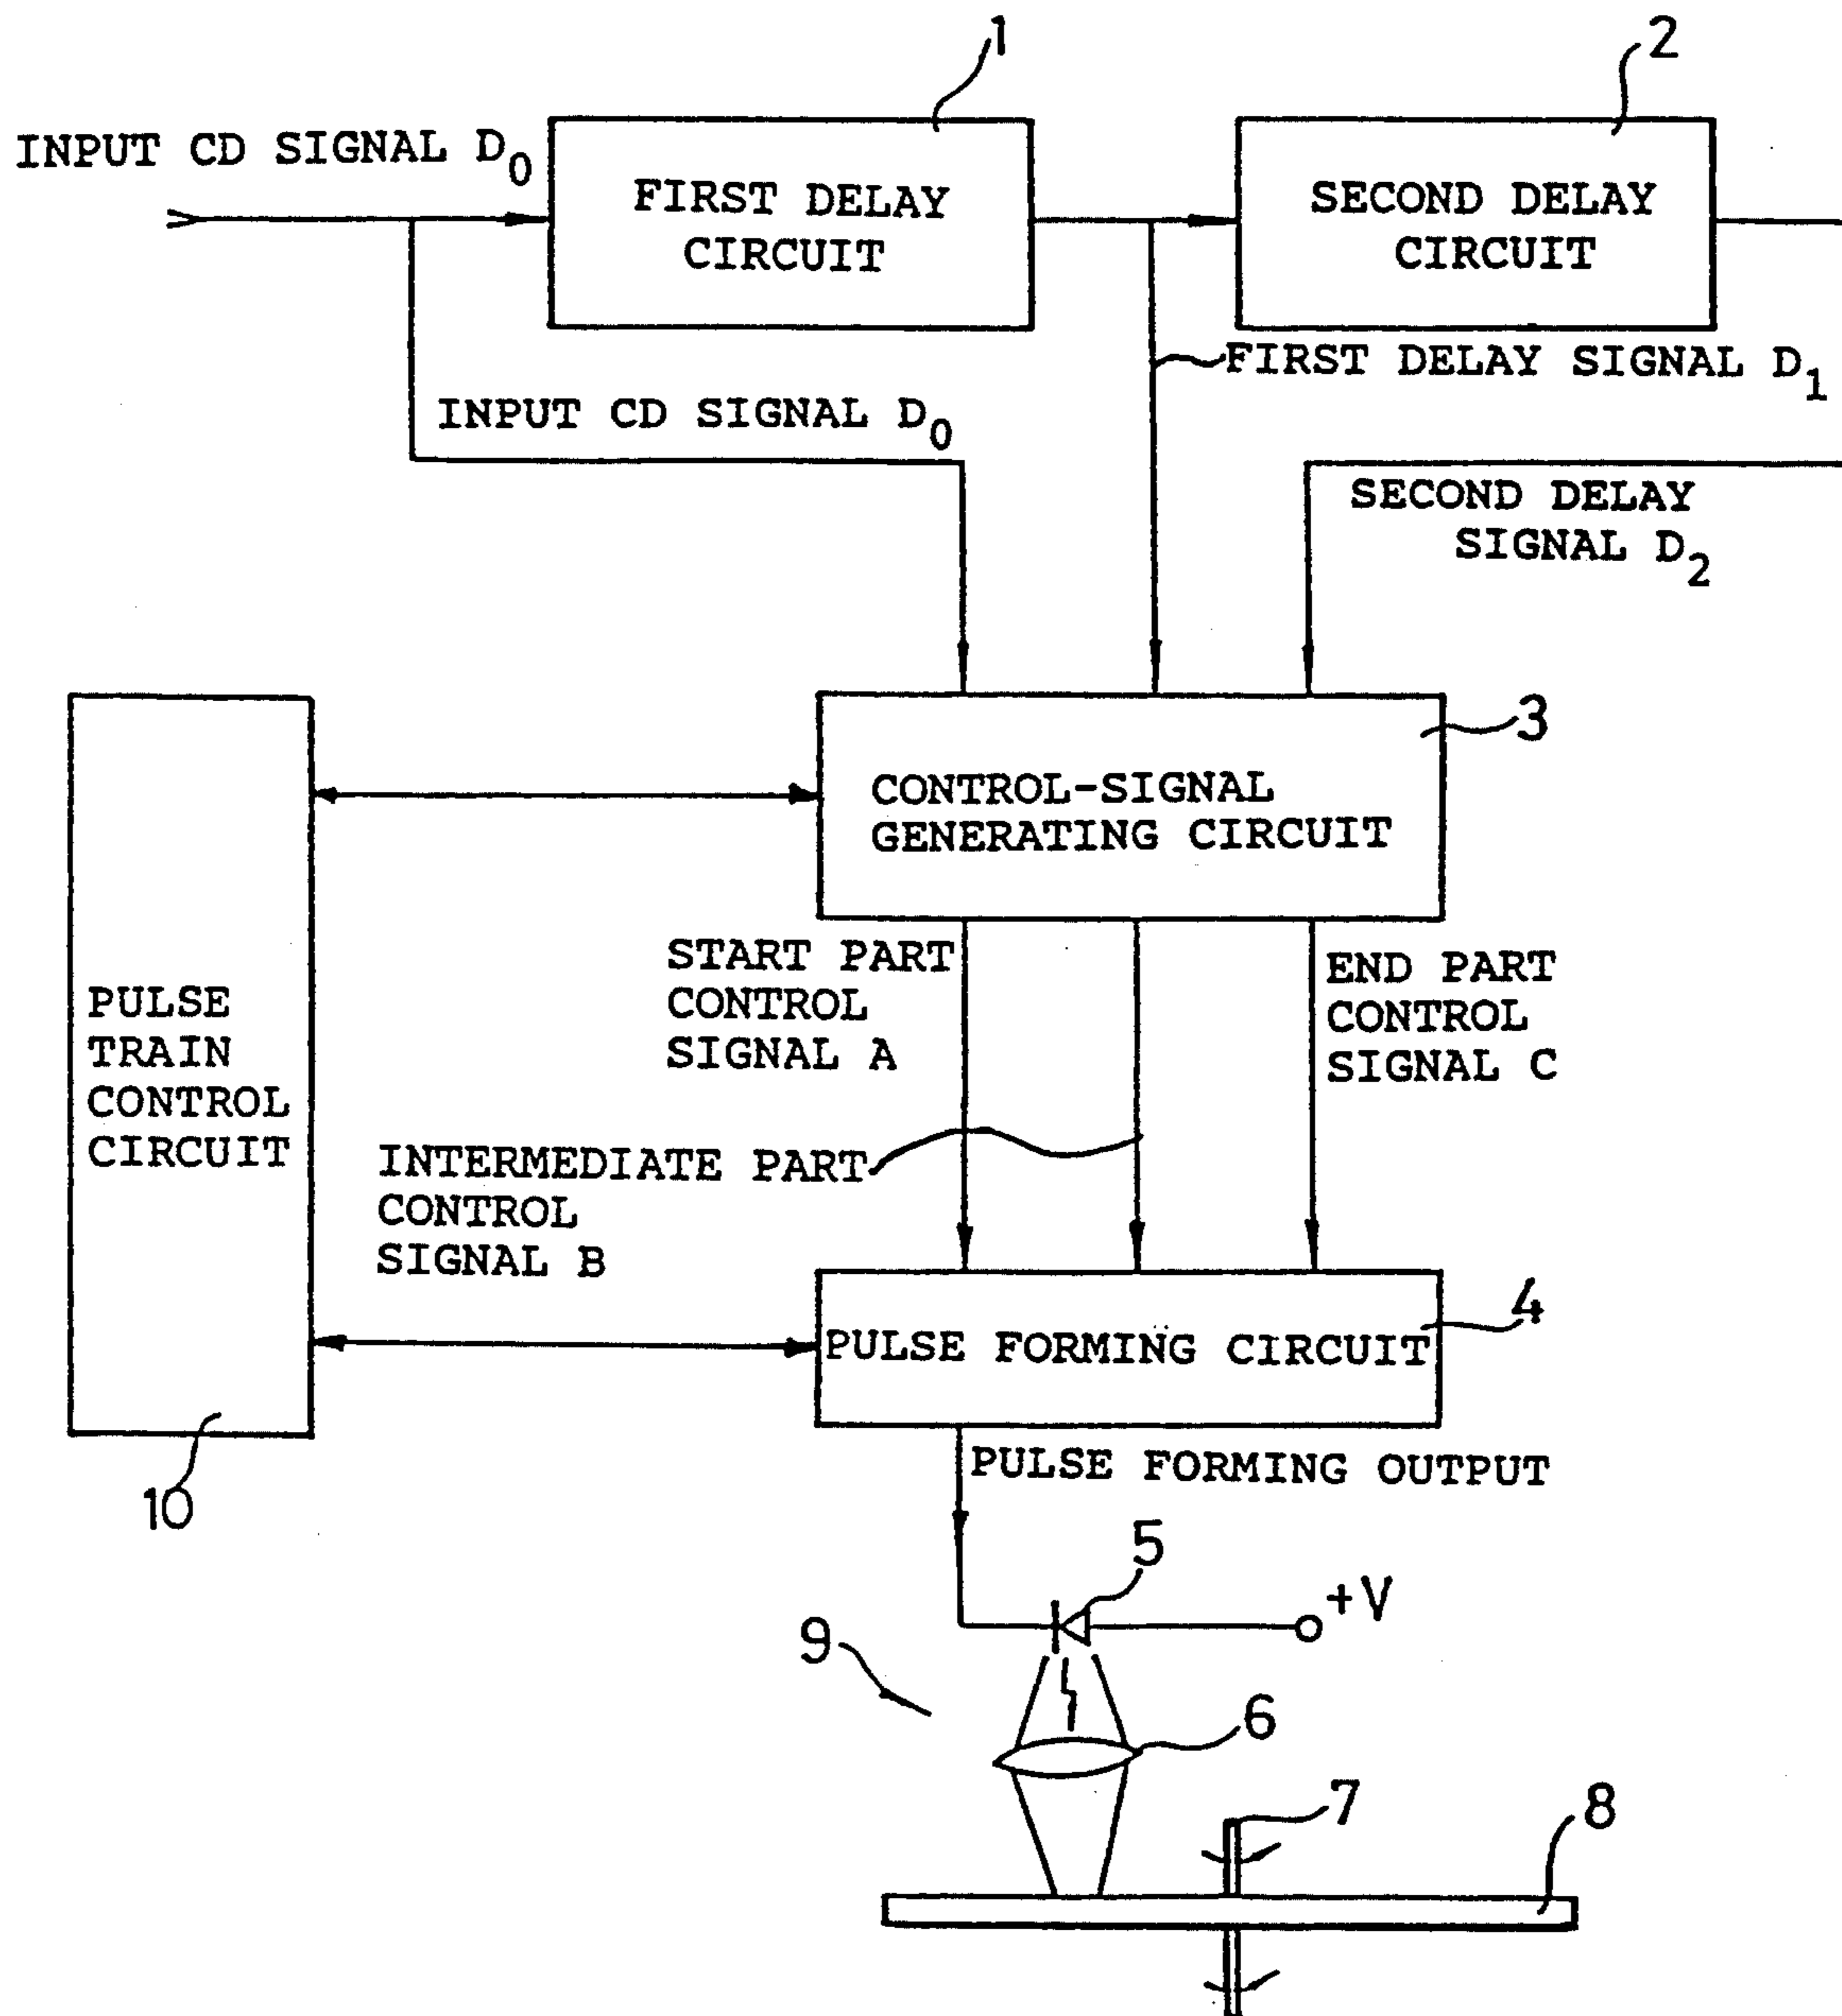 1
2
INPUT CD SIGNAL D0
FIRST DELAY
CIRCUIT
SECOND DELAY
CIRCUIT
FIRST DELAY SIGNAL D1
INPUT CD SIGNAL D0
SECOND DELAY
SIGNAL D2
3
CONTROL-SIGNAL
GENERATING CIRCUIT
START PART
CONTROL
SIGNAL A
END PART
CONTROL
SIGNAL C
PULSE
TRAIN
CONTROL
CIRCUIT
INTERMEDIATE PART
CONTROL
SIGNAL B
4
PULSE FORMING CIRCUIT
PULSE FORMING OUTPUT
10
5
+V
9
6
7
8